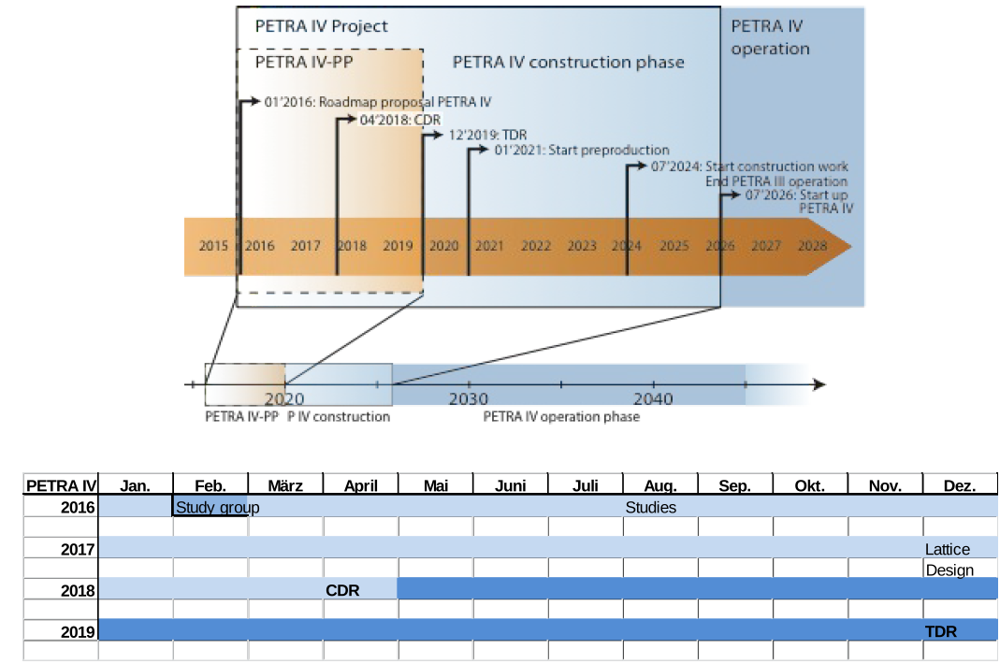 PETRA IV Project
PETRA IV
operation
PETRA IV-PP
PETRA IV construction phase
01'2016: Roadmap proposal PETRA IV
04'2018: CDR
12'2019: TDR
01'2021: Start preproduction
07'2024: Start construction work
End PETRA III operation
07'2026: Start up
PETRA IV
2015 2016 2017 2018 2019 2020 2021 2022 2023 2024 2025 2026 2027 2028
2020 2030 2040
PETRA IV-PP P IV construction PETRA IV operation phase
PETRA IV Jan. Feb. März April Mai Juni Juli Aug. Sep. Okt. Nov. Dez.
2016 Study group Studies
2017 Lattice
Design
2018 CDR
2019 TDR